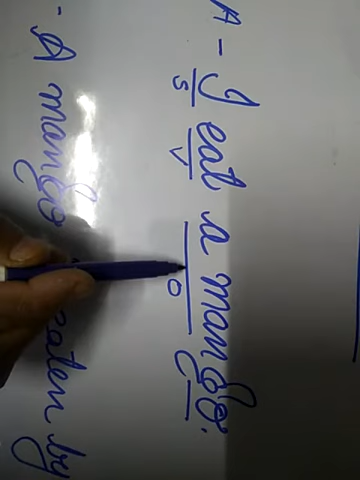 A - I eat a mango.
S V O
- A mango eaten by